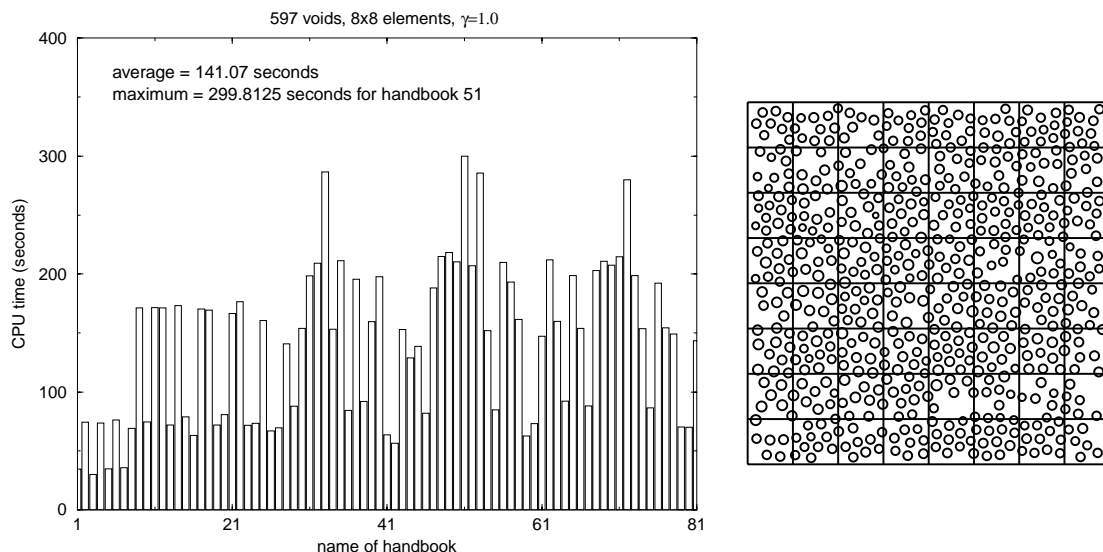 597 voids, 8x8 elements, γ=1.0
400
average = 141.07 seconds
maximum = 299.8125 seconds for handbook 51
300
CPU time (seconds)
200
100
0
1 21 41 61 81
name of handbook